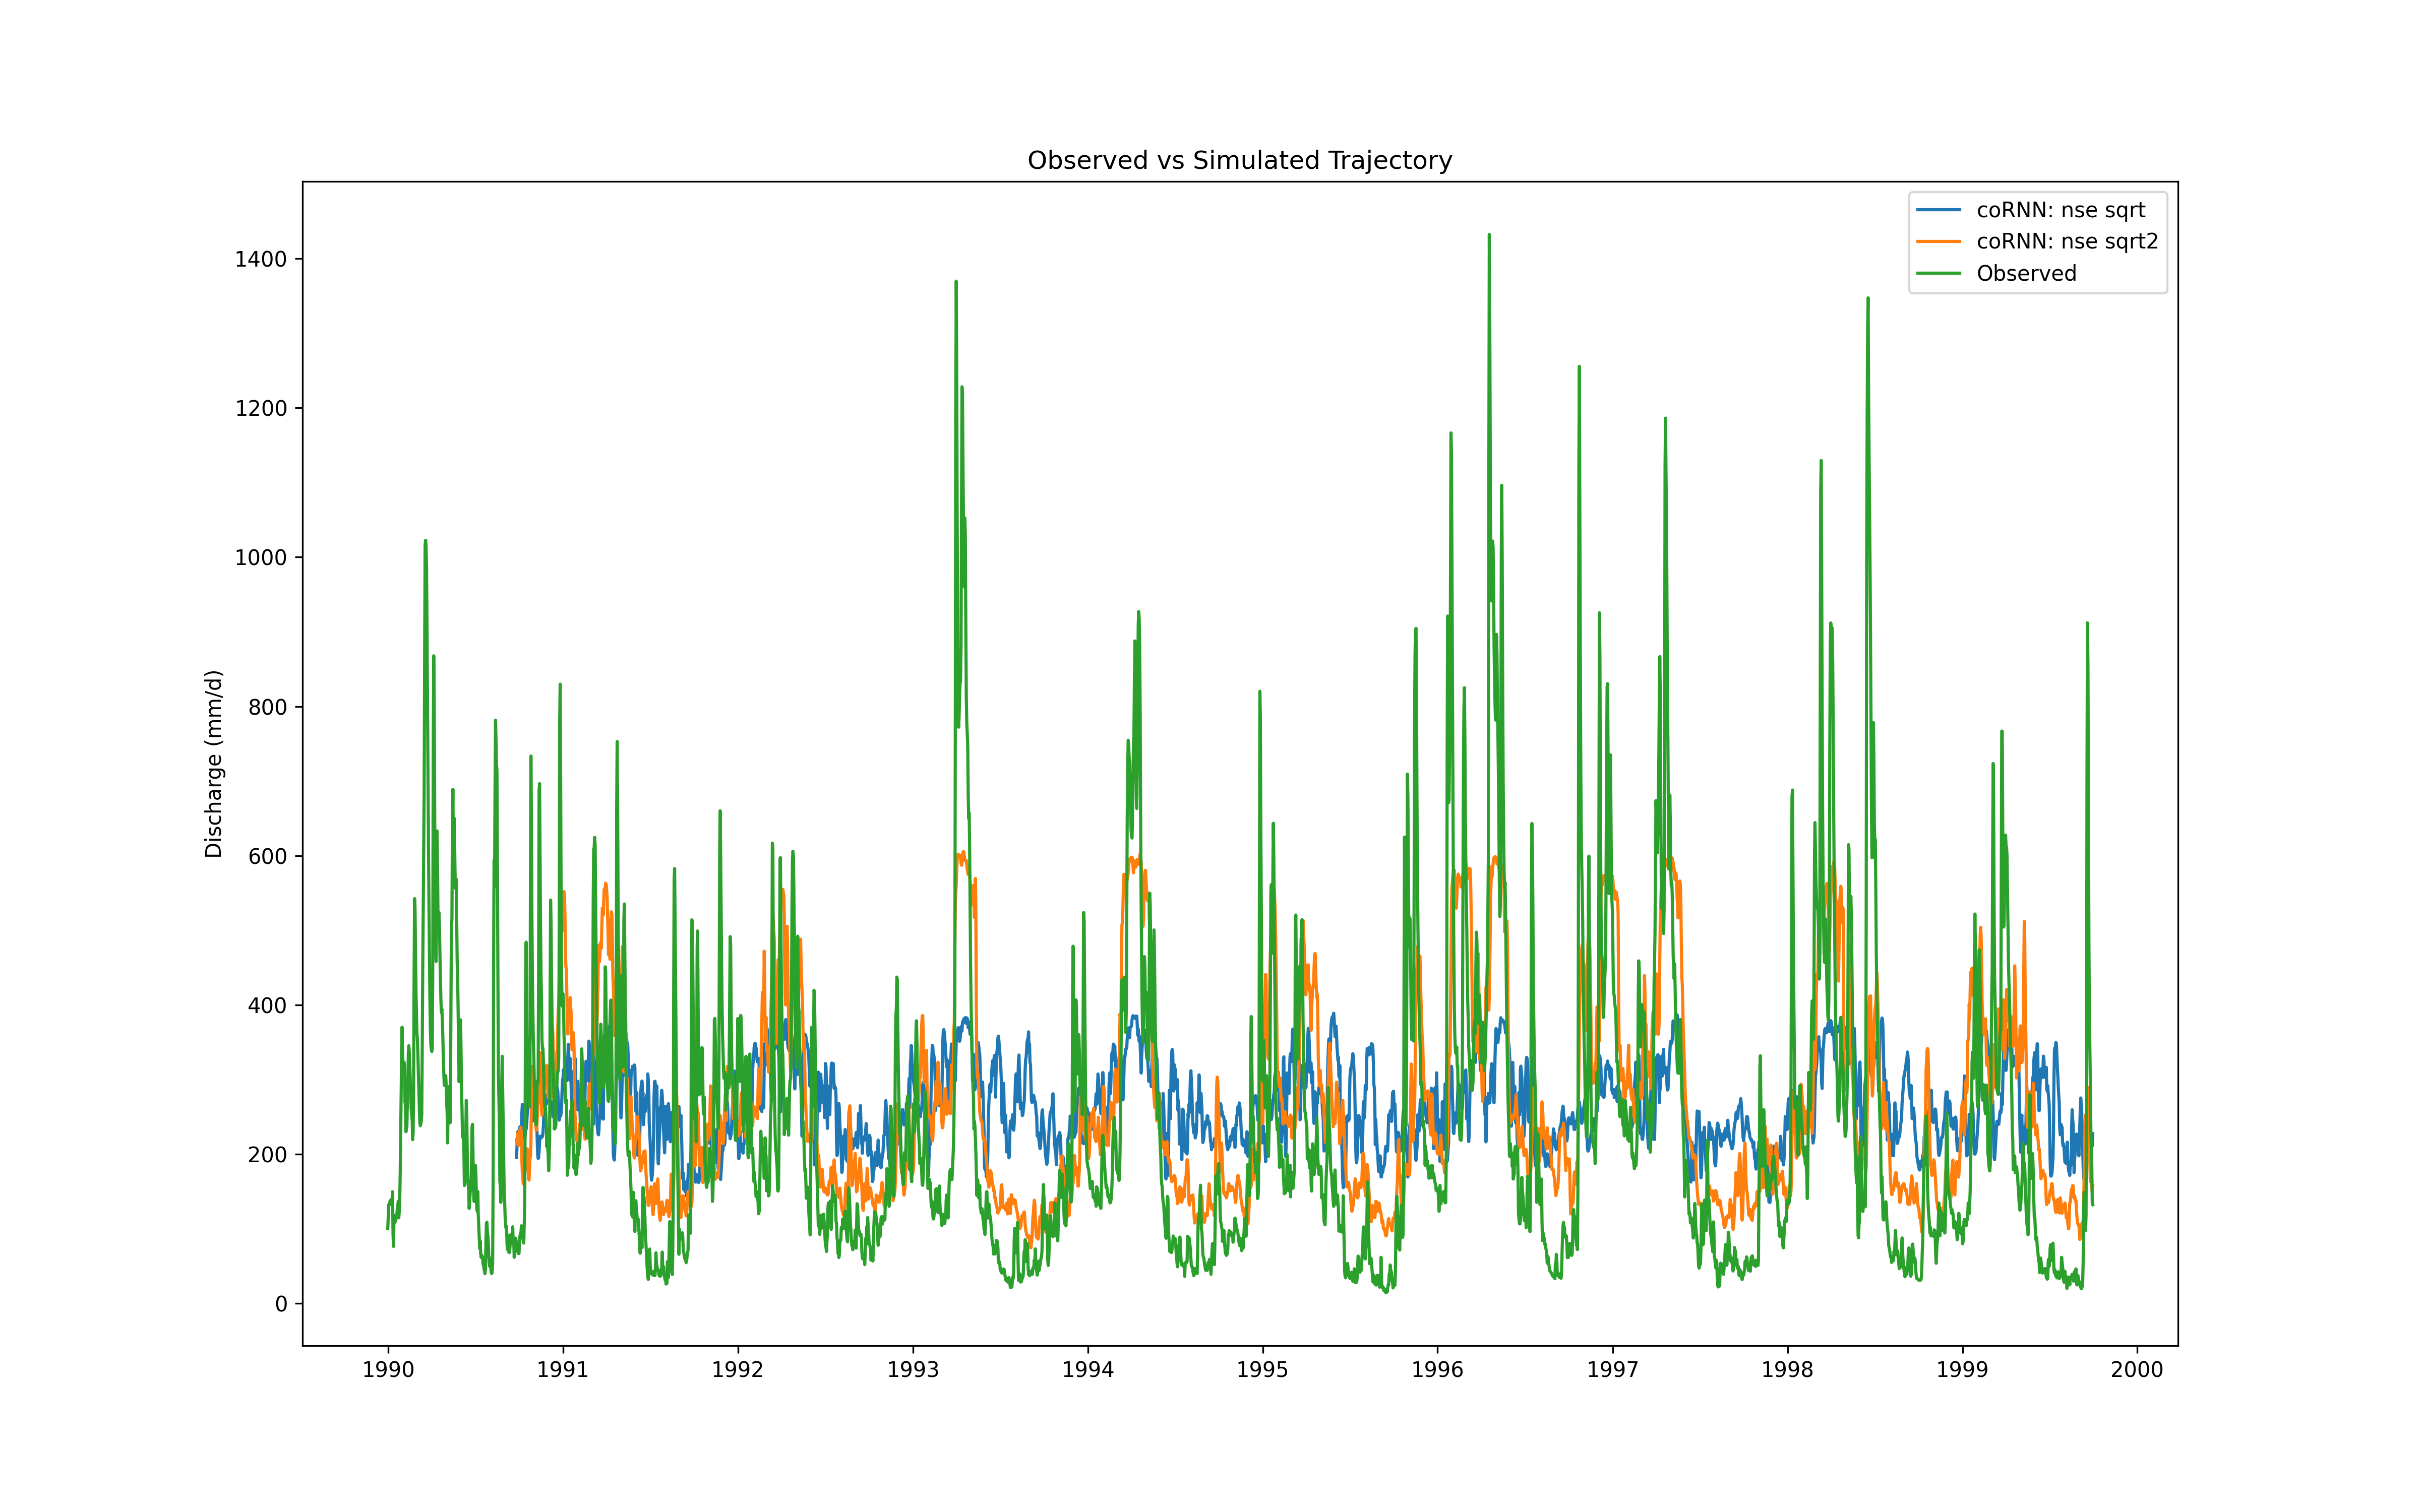 Observed vs Simulated Trajectory
coRNN: nse sqrt
coRNN: nse sqrt2
Observed
Discharge (mm/d)
1400
1200
1000
800
600
400
200
0
1990 1991 1992 1993 1994 1995 1996 1997 1998 1999 2000